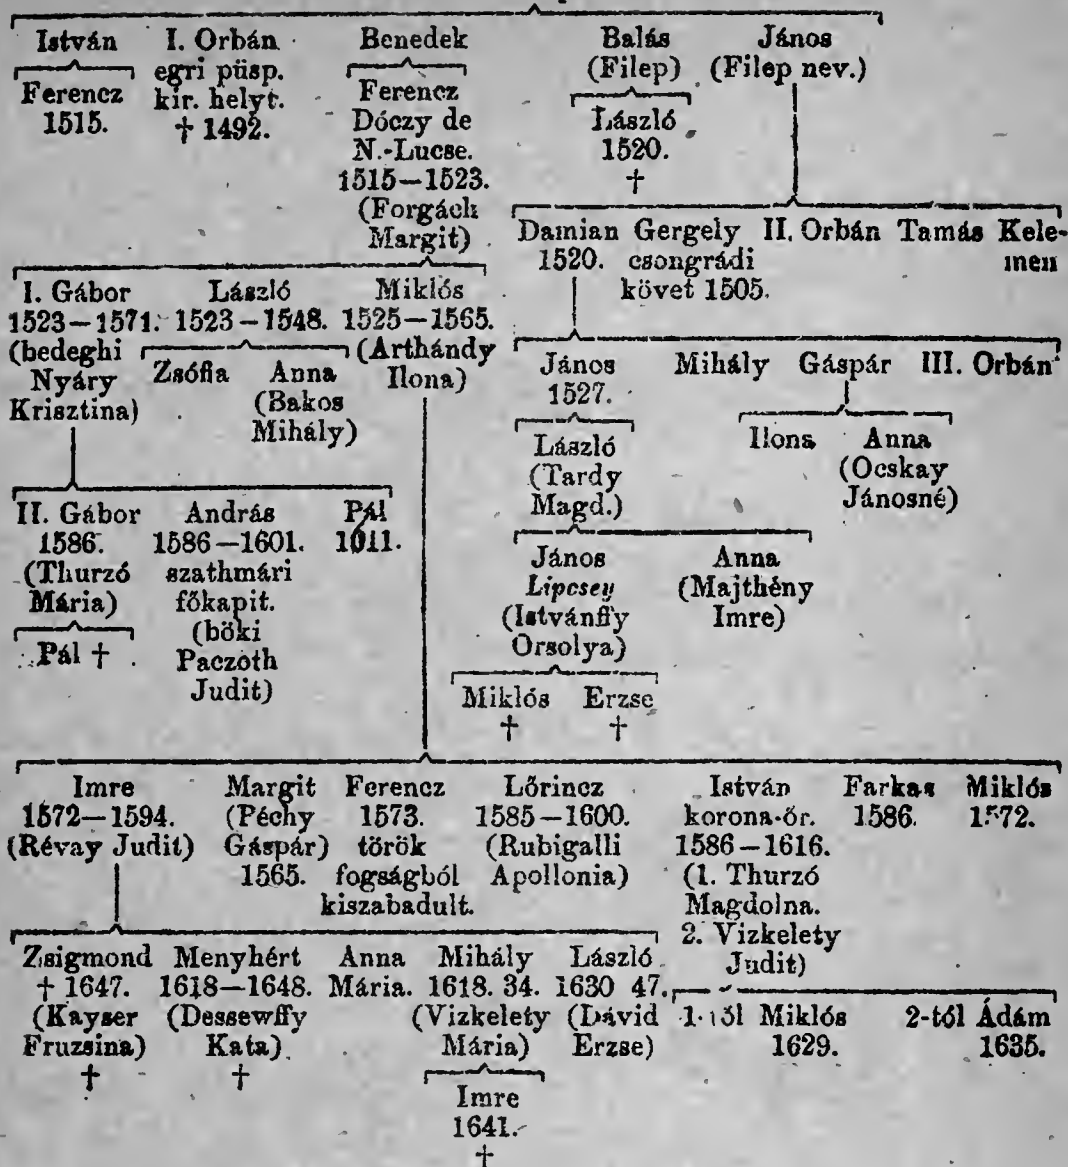 István I. Orbán Benedek Balás János
egri püsp. (Filep) (Filep nev.)
Ferencz kir. helyt. Ferencz
1515. † 1492. Dóczy de László
N.-Lucse. 1520.
1515—1523. †
(Forgách
Margit)
Damian Gergely II. Orbán Tamás Kele-
1520. csongrádi men
követ 1505.
I. Gábor László Miklós
1523—1571. 1523—1548. 1525—1565.
(bedeghi Zsófia Anna (Arthándy
Nyáry (Bakos Ilona)
Krisztina) Mihály)
János Mihály Gáspár III. Orbán
1527.
László Ilona Anna
(Tardy (Ocskay
Magd.) Jánosné)
II. Gábor András Pál
1586. 1586—1601. 1611.
(Thurzó szathmári
Mária) főkapit.
Pál † (böki
Paczoth
Judit)
János Anna
Lipcsey (Majthény
(Istvánffy Imre)
Orsolya)
Miklós Erzse
† †
Imre Margit Ferencz Lőrincz István Farkas Miklós
1572—1594. (Péchy 1573. 1585—1600. korona-őr. 1586. 1572.
(Révay Judit) Gáspár) török (Rubigalli 1586—1616.
1565. fogságból Apollonia) (1. Thurzó
kiszabadult. Magdolna.
2. Vizkelety
Judit)
Zsigmond Menyhért Anna Mihály László
† 1647. 1618—1648. Mária. 1618. 34. 1630 47.
(Kayser (Dessewffy (Vizkelety (Dávid 1-től Miklós 2-tól Ádám
Fruzsina) Kata) Mária) Erzse) 1629. 1635.
† †
Imre
1641.
†